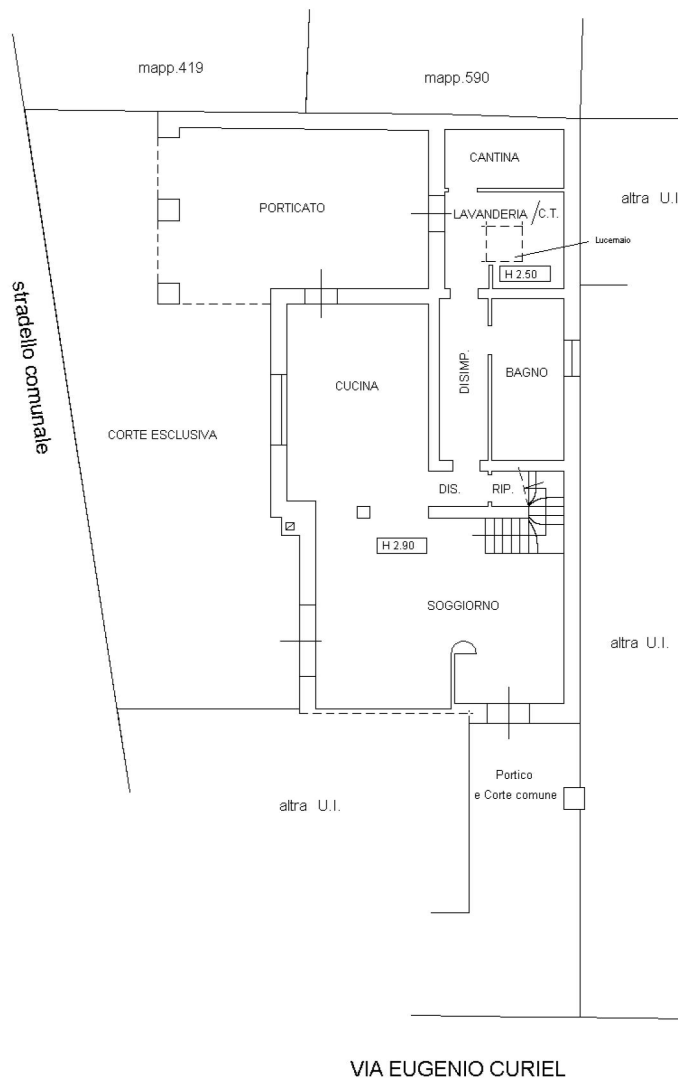 mapp.419
mapp.590
CANTINA
altra U.I
PORTICATO
LAVANDERIA /C.T.
Lucernaio
H 2.50
stradello comunale
CUCINA
DISIMP.
BAGNO
CORTE ESCLUSIVA
DIS.
RIP.
H 2.90
SOGGIORNO
altra U.I.
Portico
e Corte comune
altra U.I.
VIA EUGENIO CURIEL